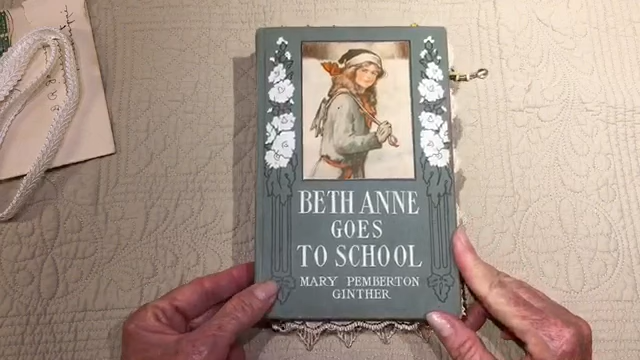 BETH ANNE
GOES
TO SCHOOL
MARY PEMBERTON
GINTHER